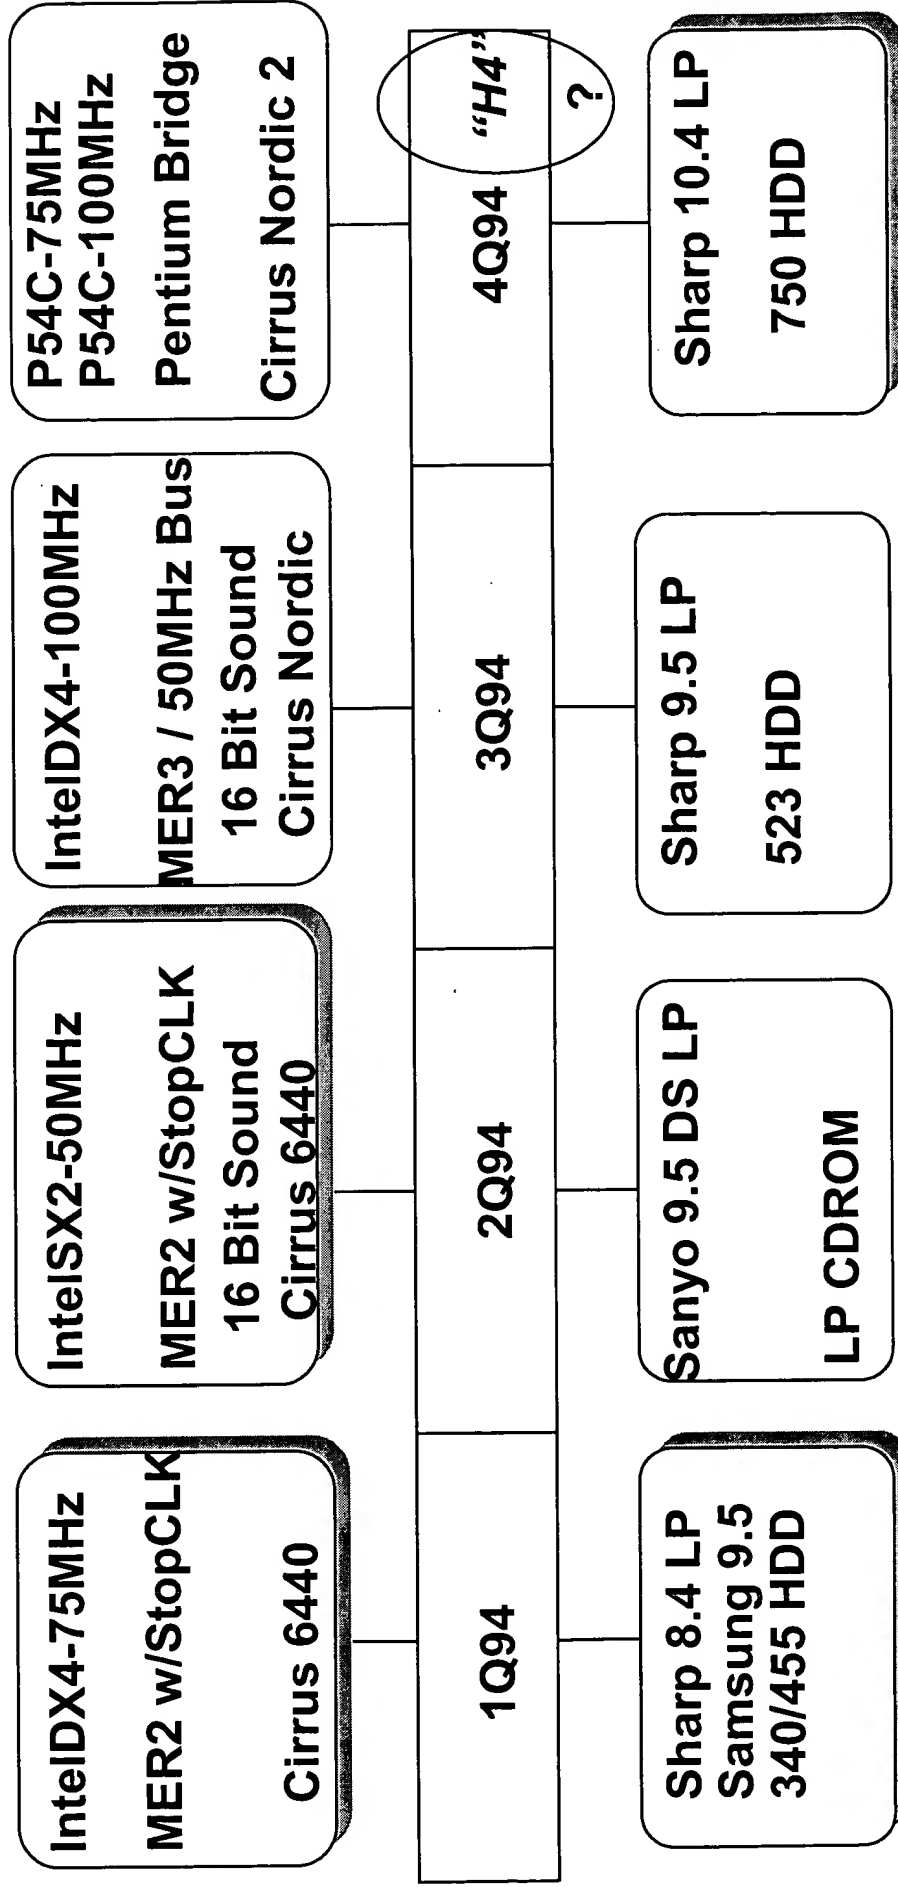 IntelDX4-75MHz
MER2 w/StopCLK
Cirrus 6440
IntelSX2-50MHz
MER2 w/StopCLK
16 Bit Sound
Cirrus 6440
IntelDX4-100MHz
MER3 / 50MHz Bus
16 Bit Sound
Cirrus Nordic
P54C-75MHz
P54C-100MHz
Pentium Bridge
Cirrus Nordic 2
1Q94
2Q94
3Q94
4Q94
“H4”
?
Sharp 8.4 LP
Samsung 9.5
340/455 HDD
Sanyo 9.5 DS LP
LP CDROM
Sharp 9.5 LP
523 HDD
Sharp 10.4 LP
750 HDD